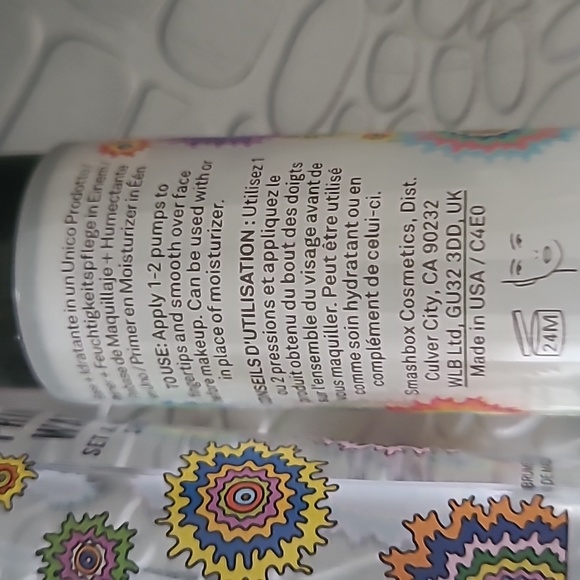 + Idratante in un Unico Prodotto /
+ Feuchtigkeitspflege in Einem /
de Maquillaje + Humectante
/ Primer en Moisturizer in Één
TO USE: Apply 1-2 pumps to
fingertips and smooth over face
before makeup. Can be used with or
in place of moisturizer.
CONSEILS D'UTILISATION : Utilisez 1
ou 2 pressions et appliquez le
produit obtenu du bout des doigts
sur l'ensemble du visage avant de
vous maquiller. Peut être utilisé
comme soin hydratant ou en
complément de celui-ci.
Smashbox Cosmetics, Dist.
Culver City, CA 90232
WLB Ltd, GU32 3DD, UK
Made in USA / C4E0
24M
SET